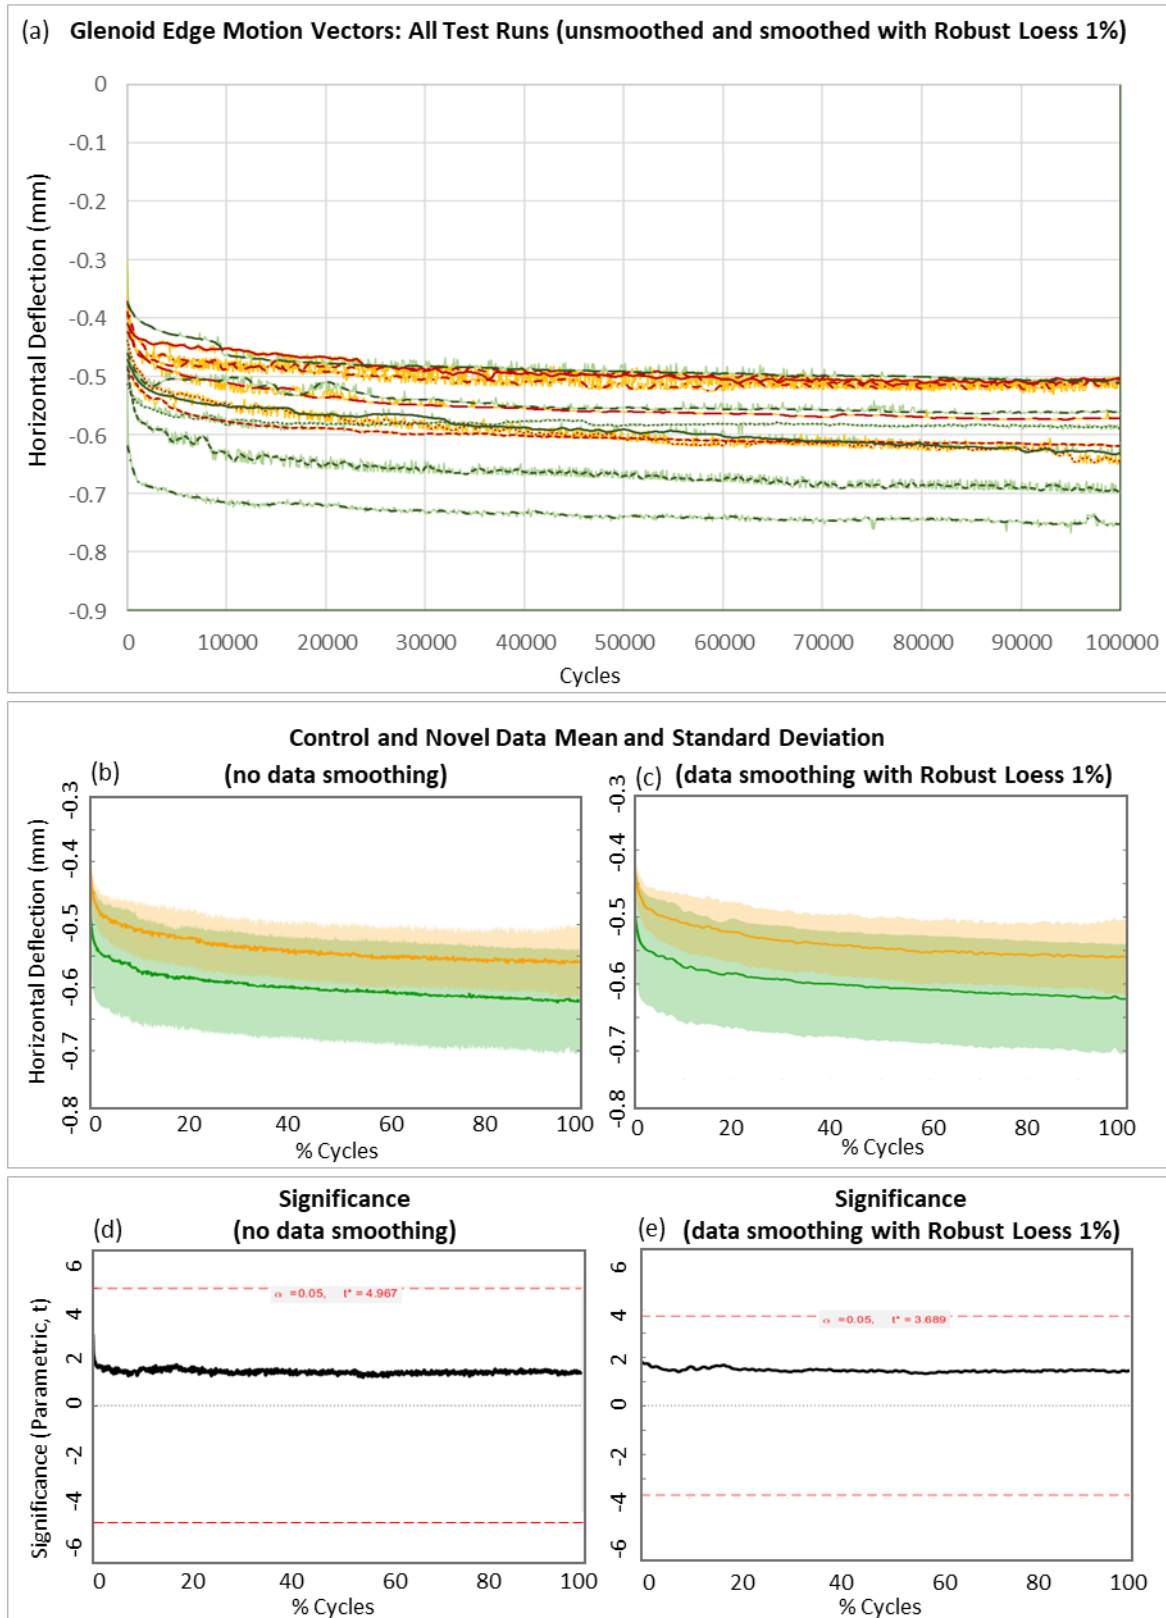 (a) Glenoid Edge Motion Vectors: All Test Runs (unsmoothed and smoothed with Robust Loess 1%)
Horizontal Deflection (mm)
0
-0.1
-0.2
-0.3
-0.4
-0.5
-0.6
-0.7
-0.8
-0.9
0 10000 20000 30000 40000 50000 60000 70000 80000 90000 100000
Cycles
Control and Novel Data Mean and Standard Deviation
(b) (no data smoothing)
Horizontal Deflection (mm)
-0.3
-0.4
-0.5
-0.6
-0.7
-0.8
0 20 40 60 80 100
% Cycles
(c) (data smoothing with Robust Loess 1%)
-0.3
-0.4
-0.5
-0.6
-0.7
-0.8
0 20 40 60 80 100
% Cycles
Significance
(d) (no data smoothing)
Significance (Parametric, t)
6
4
2
0
-2
-4
-6
α =0.05, t* = 4.967
0 20 40 60 80 100
% Cycles
Significance
(e) (data smoothing with Robust Loess 1%)
6
4
2
0
-2
-4
-6
α =0.05, t* = 3.689
0 20 40 60 80 100
% Cycles